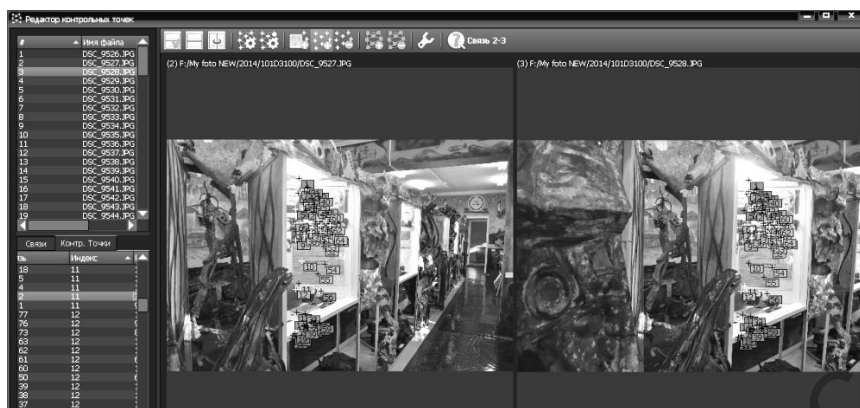 Редактор контрольных точек
# Имя файла
1 DSC_9526.JPG
2 DSC_9527.JPG
3 DSC_9528.JPG
4 DSC_9529.JPG
5 DSC_9530.JPG
6 DSC_9531.JPG
7 DSC_9532.JPG
8 DSC_9533.JPG
9 DSC_9534.JPG
10 DSC_9535.JPG
11 DSC_9536.JPG
12 DSC_9537.JPG
13 DSC_9538.JPG
14 DSC_9539.JPG
15 DSC_9540.JPG
16 DSC_9541.JPG
17 DSC_9542.JPG
18 DSC_9543.JPG
19 DSC_9544.JPG
Связи Контр. Точки
зь Индекс
18 11
5 11
4 11
2 11
1 11
77 12
76 12
73 12
63 12
62 12
61 12
60 12
50 12
39 12
38 12
37 12
Связь 2-3
(2) F:/My foto NEW/2014/101D3100/DSC_9527.JPG
(3) F:/My foto NEW/2014/101D3100/DSC_9528.JPG